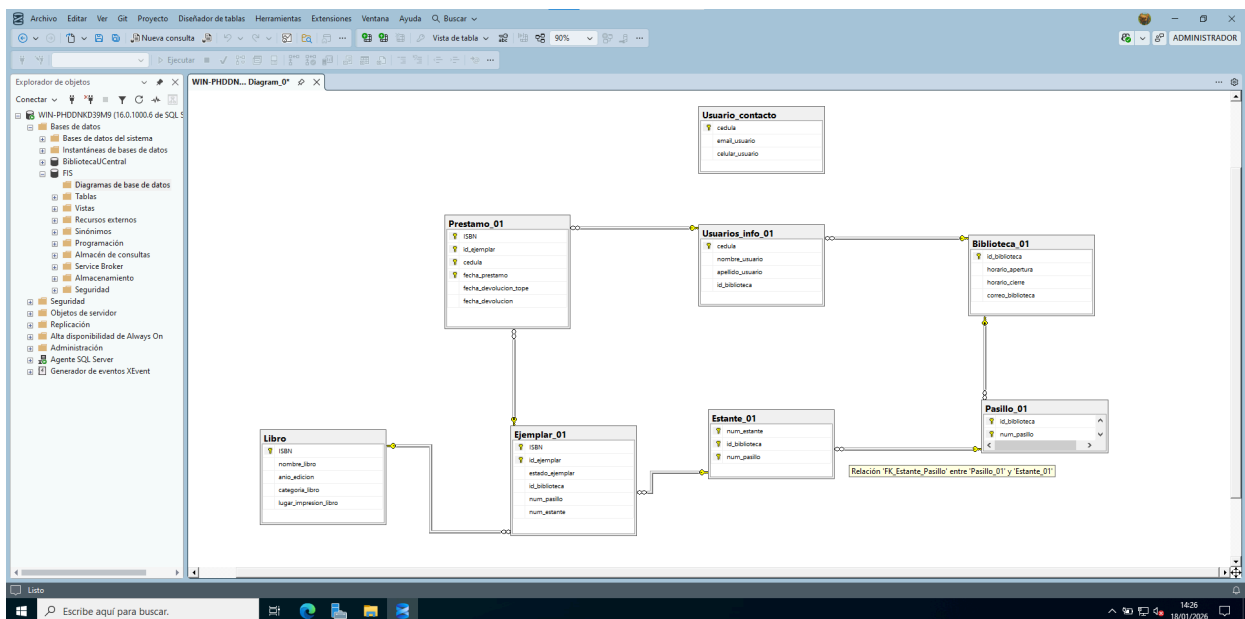 Archivo Editar Ver Git Proyecto Diseñador de tablas Herramientas Extensiones Ventana Ayuda Buscar
Nueva consulta Vista de tabla 90% ADMINISTRADOR
Ejecutar
Explorador de objetos
WIN-PHDDN... Diagram_0*
Conectar
WIN-PHDDNKD39M9 (16.0.1000.6 de SQL S
Bases de datos
Bases de datos del sistema
Instantáneas de bases de datos
BibliotecaUCentral
FIS
Diagramas de base de datos
Tablas
Vistas
Recursos externos
Sinónimos
Programación
Almacén de consultas
Service Broker
Almacenamiento
Seguridad
Seguridad
Objetos de servidor
Replicación
Alta disponibilidad de Always On
Administración
Agente SQL Server
Generador de eventos XEvent
Usuario_contacto
cedula
email_usuario
celular_usuario
Prestamo_01
ISBN
id_ejemplar
cedula
fecha_prestamo
fecha_devolucion_tope
fecha_devolucion
Usuarios_info_01
cedula
nombre_usuario
apellido_usuario
id_biblioteca
Biblioteca_01
id_biblioteca
horario_apertura
horario_cierre
correo_biblioteca
Libro
ISBN
nombre_libro
anio_edicion
categoria_libro
lugar_impresion_libro
Ejemplar_01
ISBN
id_ejemplar
estado_ejemplar
id_biblioteca
num_pasillo
num_estante
Estante_01
num_estante
id_biblioteca
num_pasillo
Pasillo_01
id_biblioteca
num_pasillo
Relación 'FK_Estante_Pasillo' entre 'Pasillo_01' y 'Estante_01'
Listo
Escribe aquí para buscar.
14:26
18/01/2026